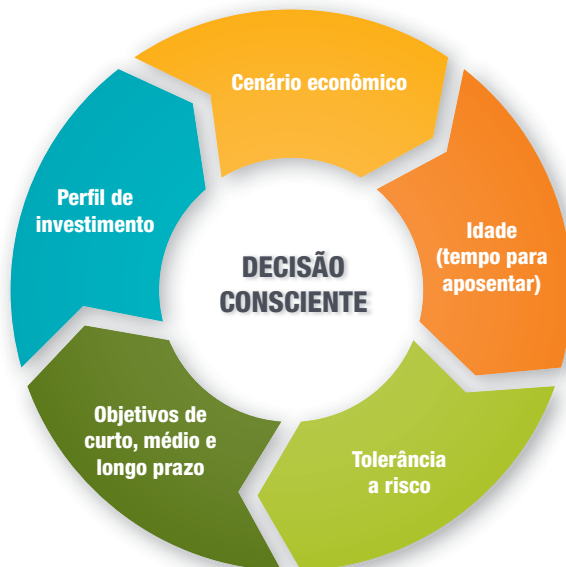 Cenário econômico
Idade
(tempo para
aposentar)
Tolerância
a risco
Objetivos de
curto, médio e
longo prazo
Perfil de
investimento
DECISÃO
CONSCIENTE